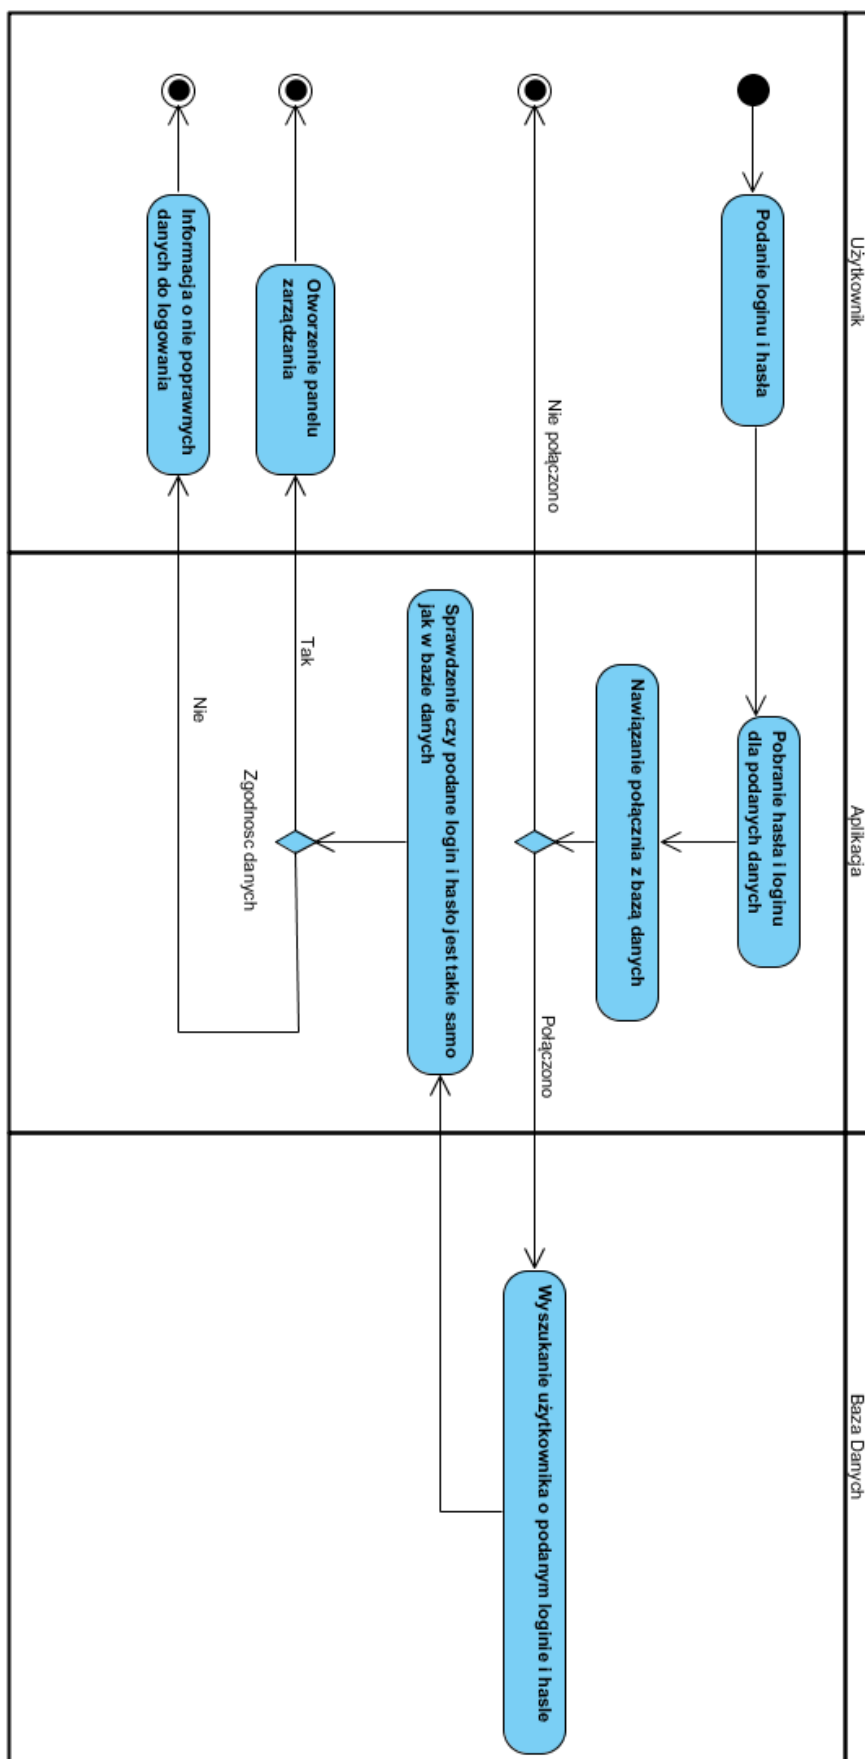 Użytkownik
Aplikacja
Baza Danych
Podanie loginu i hasła
Pobranie hasła i loginu
dla podanych danych
Nawiązanie połącznia z bazą danych
Nie połączono
Połączono
Wyszukanie użytkownika o podanym loginie i hasle
Sprawdzenie czy podane login i hasło jest takie samo
jak w bazie danych
Otworzenie panelu
zarządzania
Tak
Zgodnosc danych
Informacja o nie poprawnych
danych do logowania
Nie